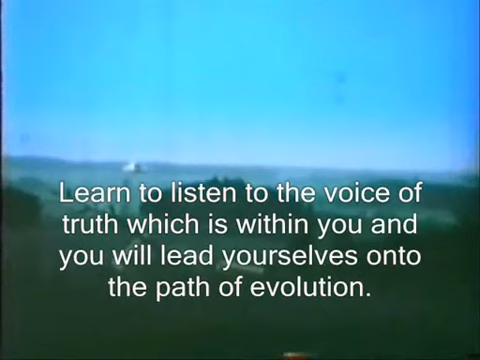 Learn to listen to the voice of
truth which is within you and
you will lead yourselves onto
the path of evolution.